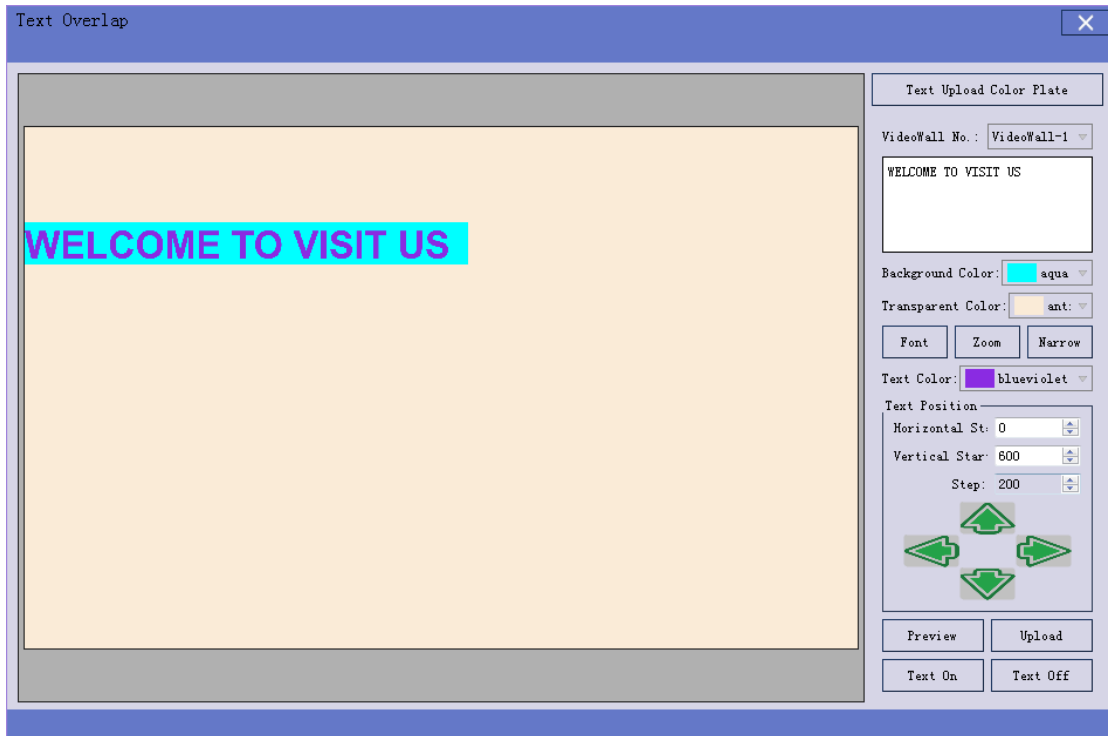 Text Overlap
WELCOME TO VISIT US
Text Upload Color Plate
VideoWall No.: VideoWall-1
WELCOME TO VISIT US
Background Color: aqua
Transparent Color: ant:
Font Zoom Narrow
Text Color: blueviolet
Text Position
Horizontal St: 0
Vertical Star 600
Step: 200
Preview Upload
Text On Text Off